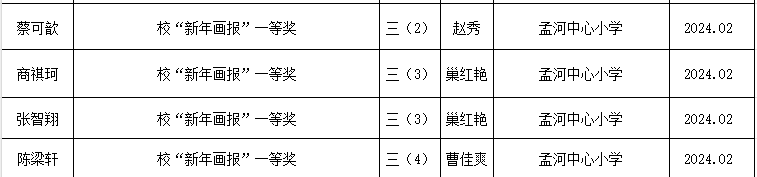 蔡可歆 校“新年画报”一等奖 三（2） 赵秀 孟河中心小学 2024.02
商祺珂 校“新年画报”一等奖 三（3） 巢红艳 孟河中心小学 2024.02
张智翔 校“新年画报”一等奖 三（3） 巢红艳 孟河中心小学 2024.02
陈梁轩 校“新年画报”一等奖 三（4） 曹佳爽 孟河中心小学 2024.02